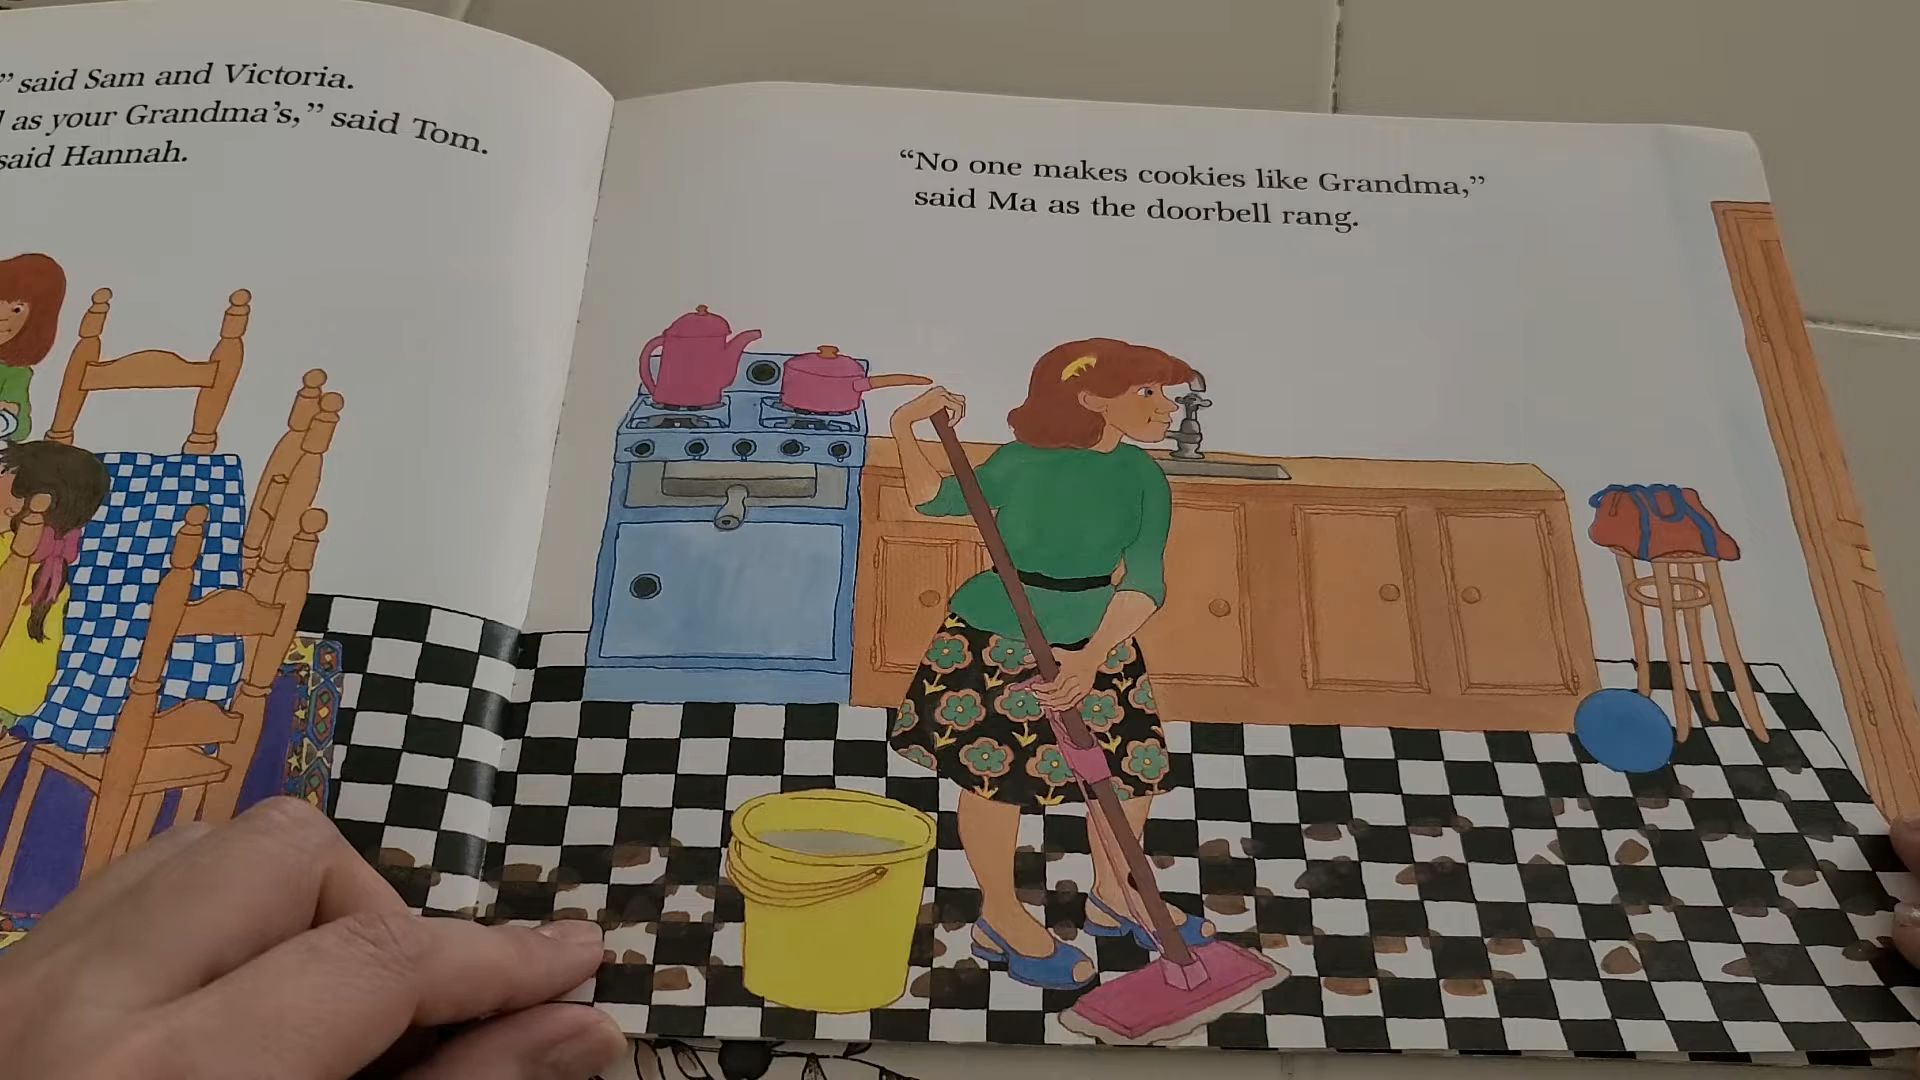 ” said Sam and Victoria.
as your Grandma’s,” said Tom.
said Hannah.
“No one makes cookies like Grandma,”
said Ma as the doorbell rang.